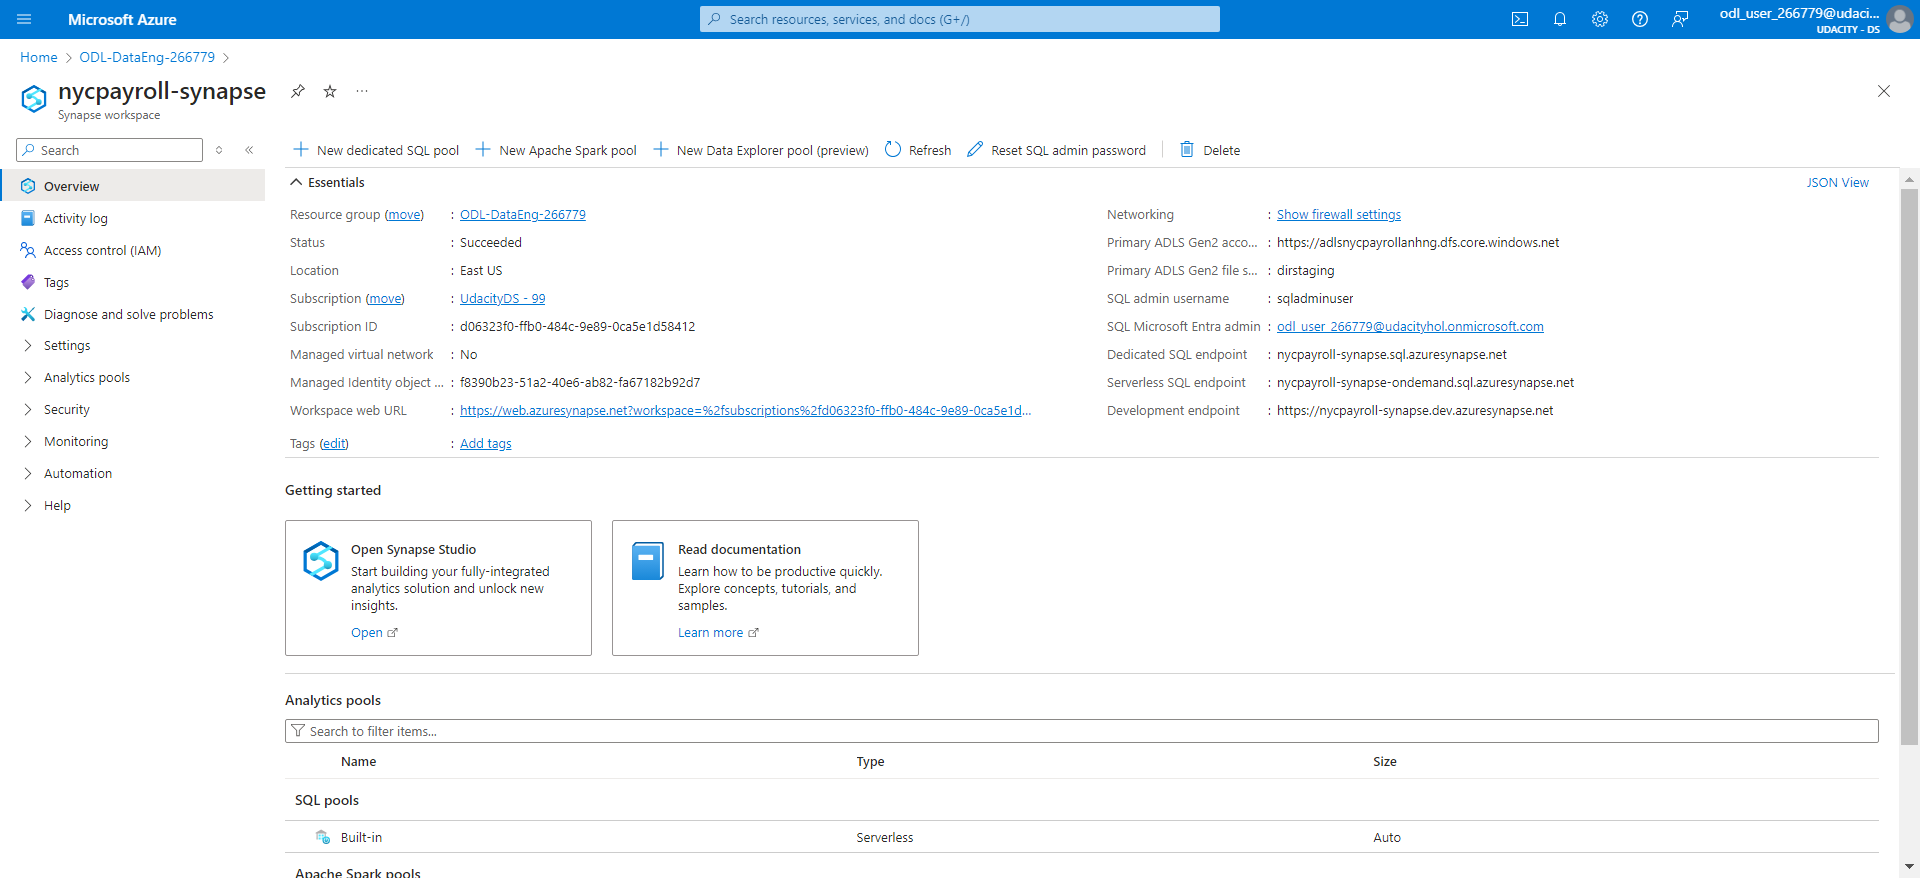 Microsoft Azure
Search resources, services, and docs (G+/)
odl_user_266779@udaci...
UDACITY - DS
Home > ODL-DataEng-266779 >
nycpayroll-synapse
Synapse workspace
Search
New dedicated SQL pool
New Apache Spark pool
New Data Explorer pool (preview)
Refresh
Reset SQL admin password
Delete
Overview
Activity log
Access control (IAM)
Tags
Diagnose and solve problems
Settings
Analytics pools
Security
Monitoring
Automation
Help
Essentials
JSON View
Resource group (move) : ODL-DataEng-266779
Status : Succeeded
Location : East US
Subscription (move) : UdacityDS - 99
Subscription ID : d06323f0-ffb0-484c-9e89-0ca5e1d58412
Managed virtual network : No
Managed Identity object ... : f8390b23-51a2-40e6-ab82-fa67182b92d7
Workspace web URL : https://web.azuresynapse.net?workspace=%2fsubscriptions%2fd06323f0-ffb0-484c-9e89-0ca5e1d...
Tags (edit) : Add tags
Networking : Show firewall settings
Primary ADLS Gen2 acco... : https://adlsnycpayrollanhng.dfs.core.windows.net
Primary ADLS Gen2 file s... : dirstaging
SQL admin username : sqladminuser
SQL Microsoft Entra admin : odl_user_266779@udacityhol.onmicrosoft.com
Dedicated SQL endpoint : nycpayroll-synapse.sql.azuresynapse.net
Serverless SQL endpoint : nycpayroll-synapse-ondemand.sql.azuresynapse.net
Development endpoint : https://nycpayroll-synapse.dev.azuresynapse.net
Getting started
Open Synapse Studio
Start building your fully-integrated
analytics solution and unlock new
insights.
Open
Read documentation
Learn how to be productive quickly.
Explore concepts, tutorials, and
samples.
Learn more
Analytics pools
Search to filter items...
Name Type Size
SQL pools
Built-in Serverless Auto
Apache Spark pools